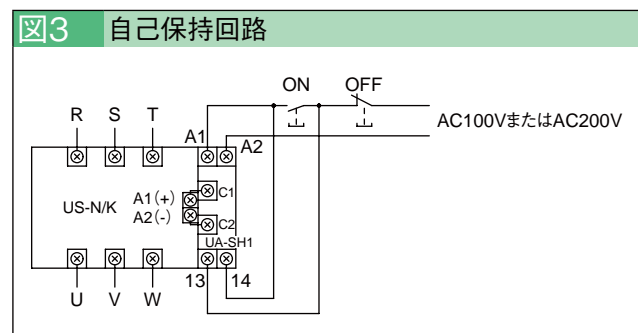 図3 自己保持回路
ON OFF
R S T A1 A2
AC100VまたはAC200V
C1
A1(+)
US-N/K
A2(-)
C2
UA-SH1
13 14
U V W